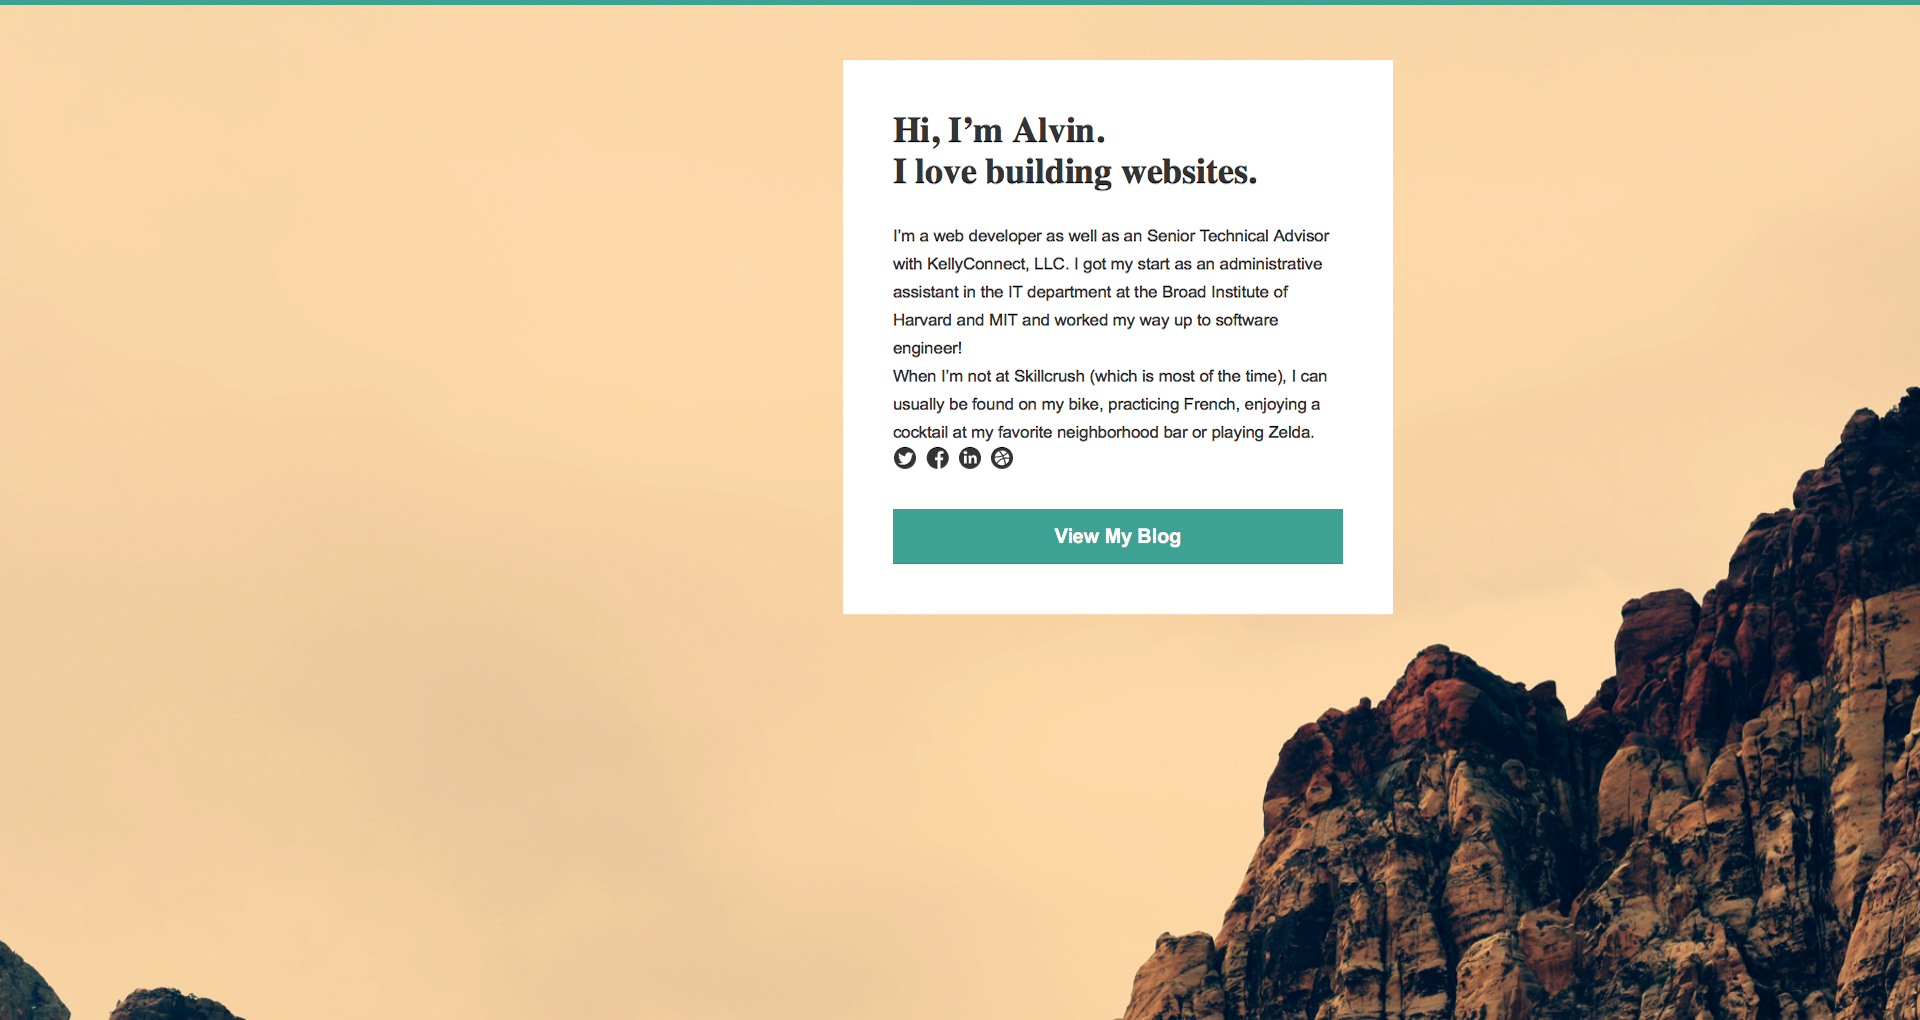 Hi, I’m Alvin.
I love building websites.
I’m a web developer as well as an Senior Technical Advisor
with KellyConnect, LLC. I got my start as an administrative
assistant in the IT department at the Broad Institute of
Harvard and MIT and worked my way up to software
engineer!
When I’m not at Skillcrush (which is most of the time), I can
usually be found on my bike, practicing French, enjoying a
cocktail at my favorite neighborhood bar or playing Zelda.
View My Blog